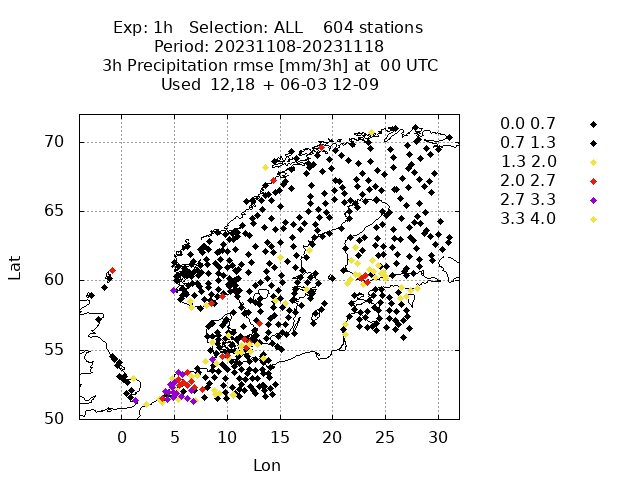 Exp: 1h   Selection: ALL    604 stations
Period: 20231108-20231118
3h Precipitation rmse [mm/3h] at  00 UTC
Used  12,18 + 06-03 12-09
0.0 0.7
0.7 1.3
1.3 2.0
2.0 2.7
2.7 3.3
3.3 4.0
70
65
60
55
50
Lat
0 5 10 15 20 25 30
Lon